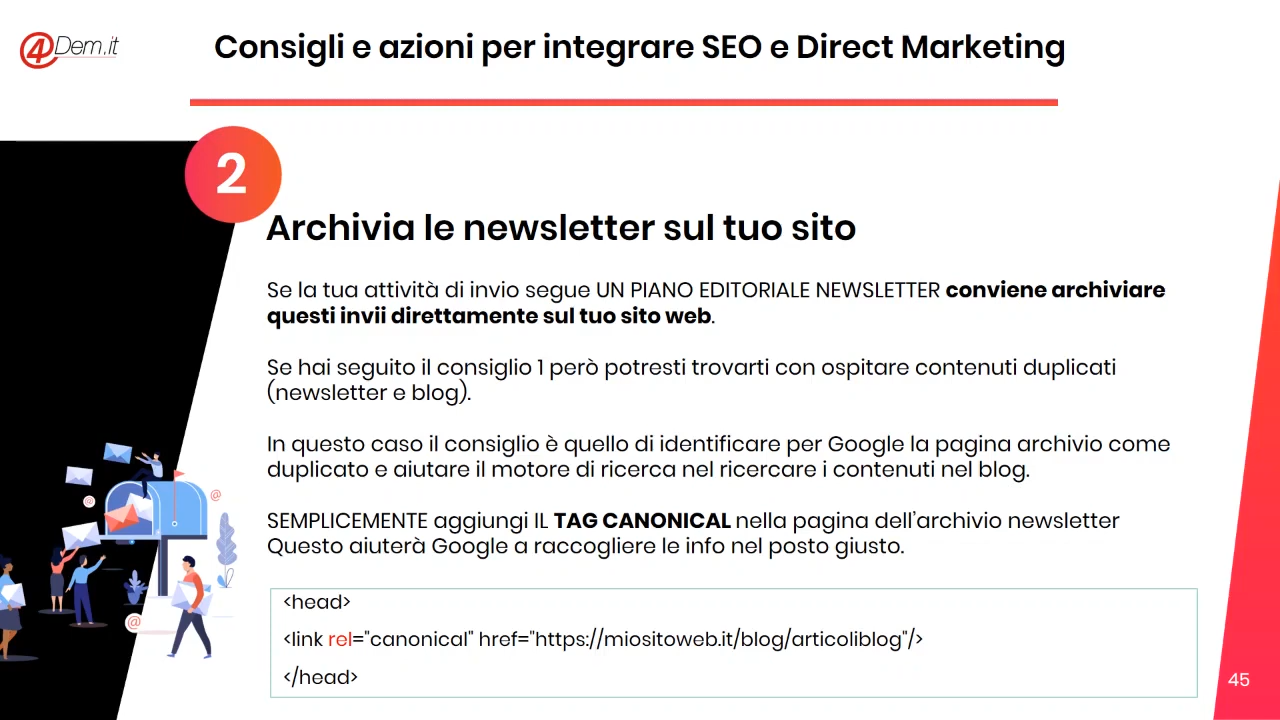 4Dem.it
Consigli e azioni per integrare SEO e Direct Marketing
2
Archivia le newsletter sul tuo sito
Se la tua attività di invio segue UN PIANO EDITORIALE NEWSLETTER conviene archiviare
questi invii direttamente sul tuo sito web.
Se hai seguito il consiglio 1 però potresti trovarti con ospitare contenuti duplicati
(newsletter e blog).
In questo caso il consiglio è quello di identificare per Google la pagina archivio come
duplicato e aiutare il motore di ricerca nel ricercare i contenuti nel blog.
SEMPLICEMENTE aggiungi IL TAG CANONICAL nella pagina dell’archivio newsletter
Questo aiuterà Google a raccogliere le info nel posto giusto.
<head>
<link rel="canonical" href="https://miositoweb.it/blog/articoliblog"/>
</head>
@
@
@
45